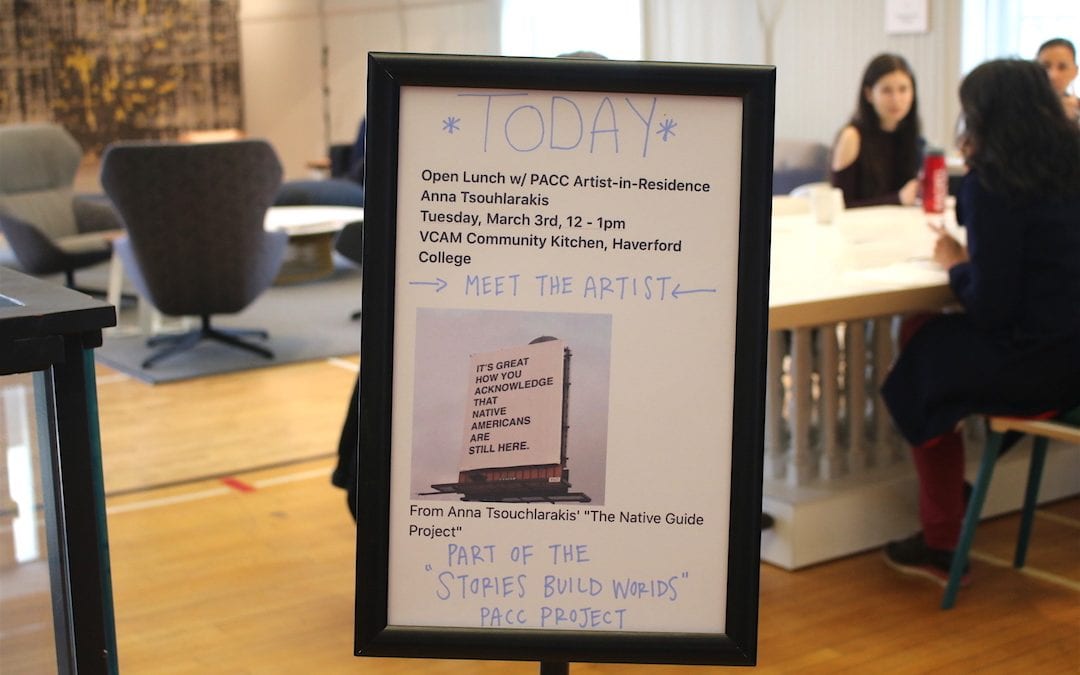 *TODAY*
Open Lunch w/ PACC Artist-in-Residence
Anna Tsouhlarakis
Tuesday, March 3rd, 12 - 1pm
VCAM Community Kitchen, Haverford
College
→ MEET THE ARTIST ←
IT'S GREAT
HOW YOU
ACKNOWLEDGE
THAT
NATIVE
AMERICANS
ARE
STILL HERE.
From Anna Tsouchlarakis' "The Native Guide
Project"
PART OF THE
"STORIES BUILD WORLDS"
PACC PROJECT